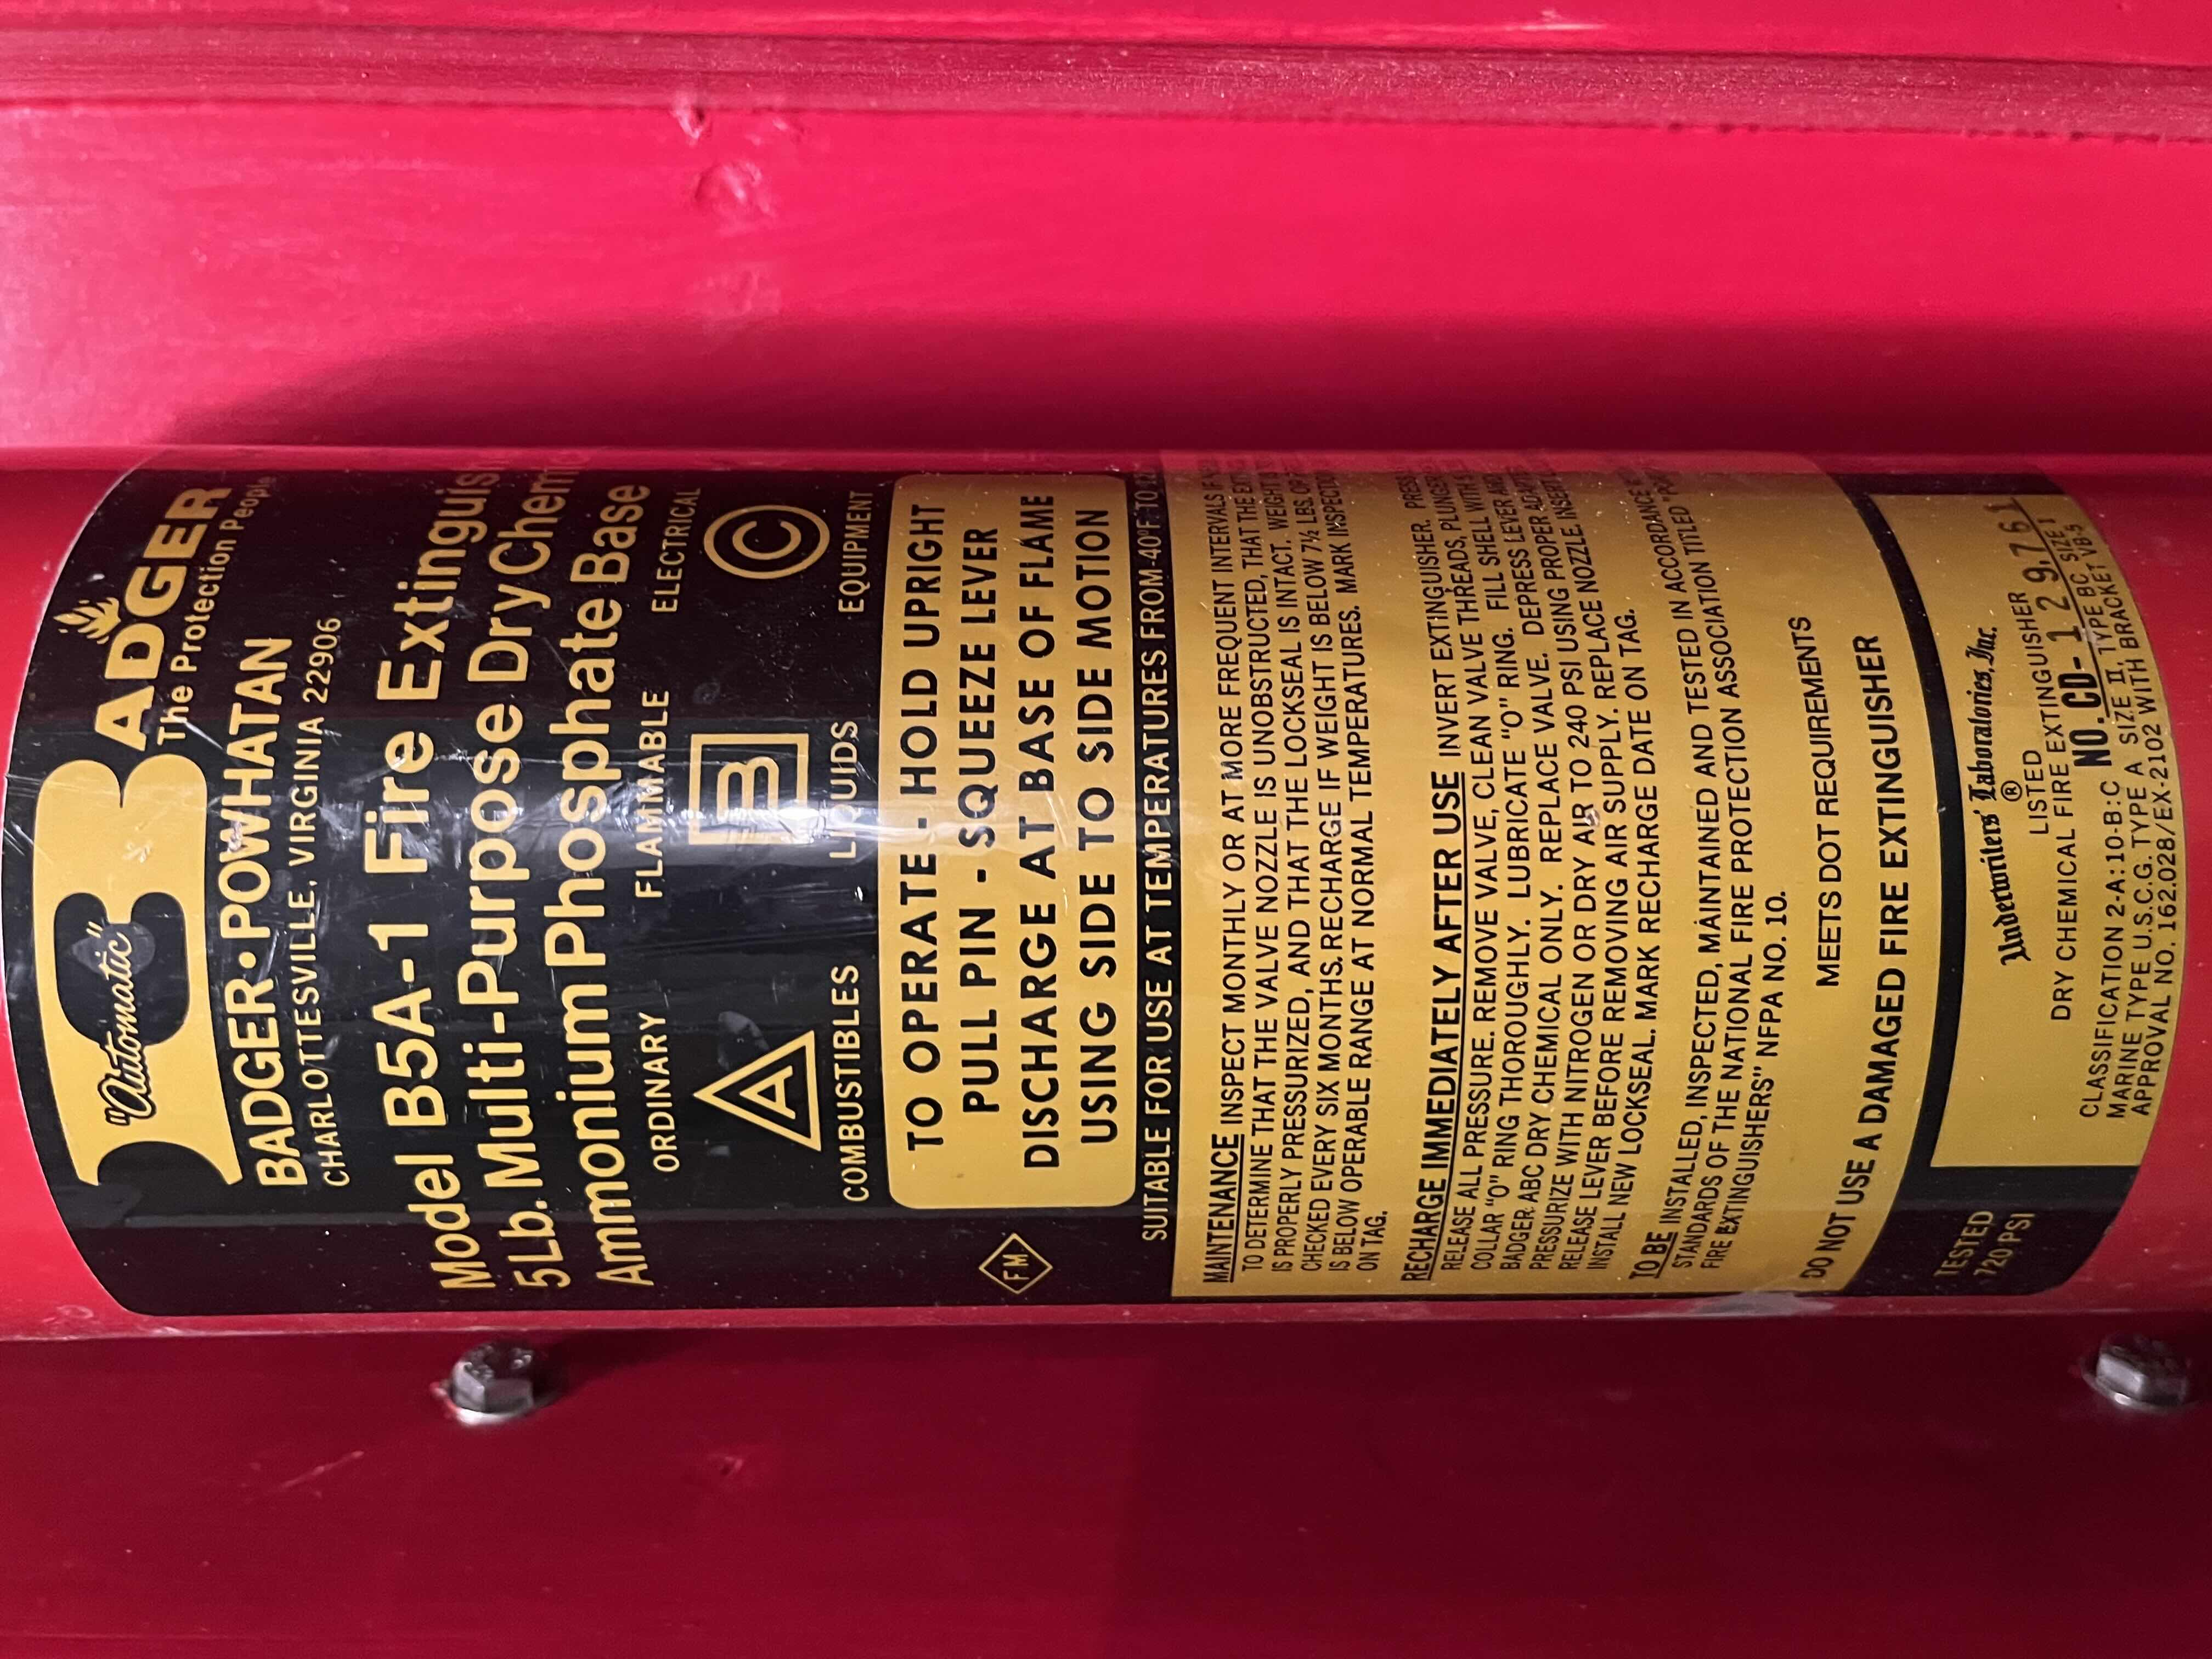 BADGER
"Automatic"
The Protection People
BADGER·POWHATAN
CHARLOTTESVILLE, VIRGINIA 22906
Model B5A-1 Fire Extinguish
5 Lb. Multi-Purpose Dry Chem
Ammonium Phosphate Base
ORDINARY FLAMMABLE ELECTRICAL
A B C
COMBUSTIBLES LIQUIDS EQUIPMENT
TO OPERATE - HOLD UPRIGHT
PULL PIN - SQUEEZE LEVER
DISCHARGE AT BASE OF FLAME
USING SIDE TO SIDE MOTION
FM
SUITABLE FOR USE AT TEMPERATURES FROM-40°F TO
MAINTENANCE INSPECT MONTHLY OR AT MORE FREQUENT INTERVALS
TO DETERMINE THAT THE VALVE NOZZLE IS UNOBSTRUCTED, THAT THE
IS PROPERLY PRESSURIZED, AND THAT THE LOCKSEAL IS INTACT. WEIGHT
CHECKED EVERY SIX MONTHS. RECHARGE IF WEIGHT IS BELOW 7½ LBS. OR
IS BELOW OPERABLE RANGE AT NORMAL TEMPERATURES. MARK INSPECTION
ON TAG.
RECHARGE IMMEDIATELY AFTER USE INVERT EXTINGUISHER.
RELEASE ALL PRESSURE. REMOVE VALVE, CLEAN VALVE THREADS, PLUNGER
COLLAR "O" RING THOROUGHLY. LUBRICATE "O" RING. FILL SHELL WITH
BADGER ABC DRY CHEMICAL ONLY. REPLACE VALVE. DEPRESS LEVER AND
PRESSURIZE WITH NITROGEN OR DRY AIR TO 240 PSI USING PROPER
RELEASE LEVER BEFORE REMOVING AIR SUPPLY. REPLACE NOZZLE. INSERT
INSTALL NEW LOCKSEAL. MARK RECHARGE DATE ON TAG.
TO BE INSTALLED, INSPECTED, MAINTAINED AND TESTED IN ACCORDANCE
STANDARDS OF THE NATIONAL FIRE PROTECTION ASSOCIATION TITLED
FIRE EXTINGUISHERS" NFPA NO. 10.
MEETS DOT REQUIREMENTS
DO NOT USE A DAMAGED FIRE EXTINGUISHER
TESTED
720 PSI
Underwriters' Laboratories, Inc.
®
LISTED
DRY CHEMICAL FIRE EXTINGUISHER
CLASSIFICATION 2-A:10-B:C NO. CD- 129761
MARINE TYPE U.S.C.G. TYPE A SIZE II, TYPE BC SIZE I
APPROVAL NO. 162.028/EX-2102 WITH BRACKET VB-5